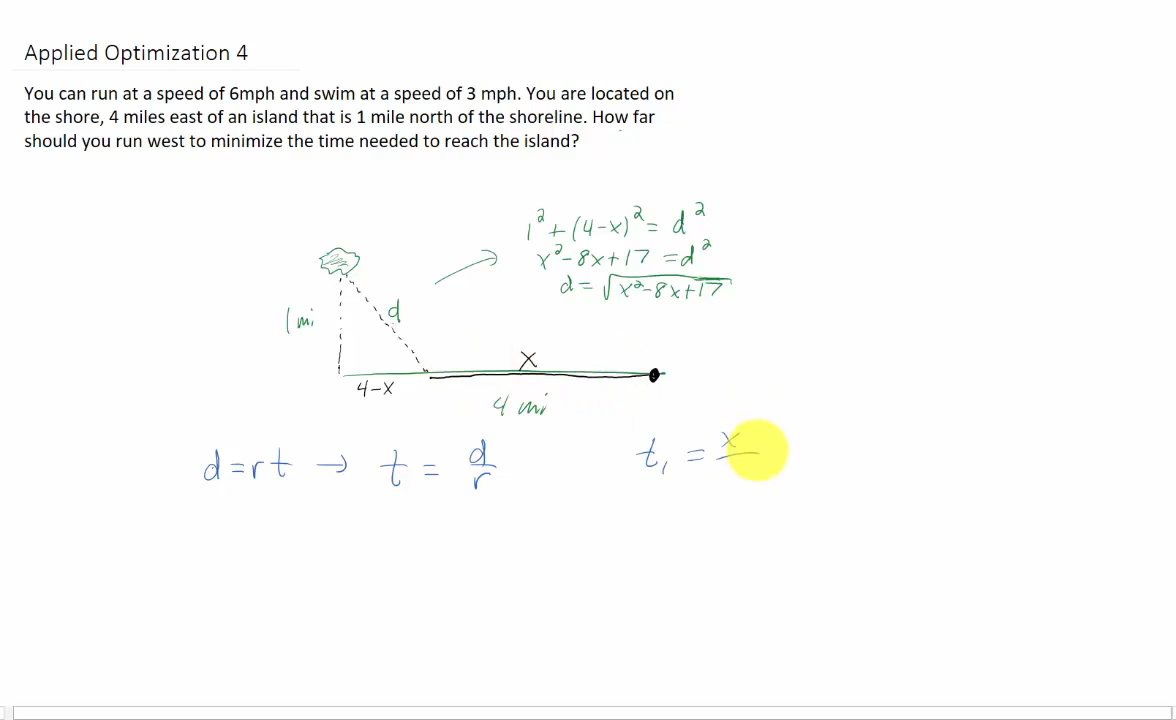 Applied Optimization 4
You can run at a speed of 6mph and swim at a speed of 3 mph. You are located on
the shore, 4 miles east of an island that is 1 mile north of the shoreline. How far
should you run west to minimize the time needed to reach the island?
1² + (4-x)² = d²
x² - 8x + 17 = d²
d = √(x² - 8x + 17)
1 mi
d
x
4-x
4 mi
d = rt → t = d/r
t₁ = x/